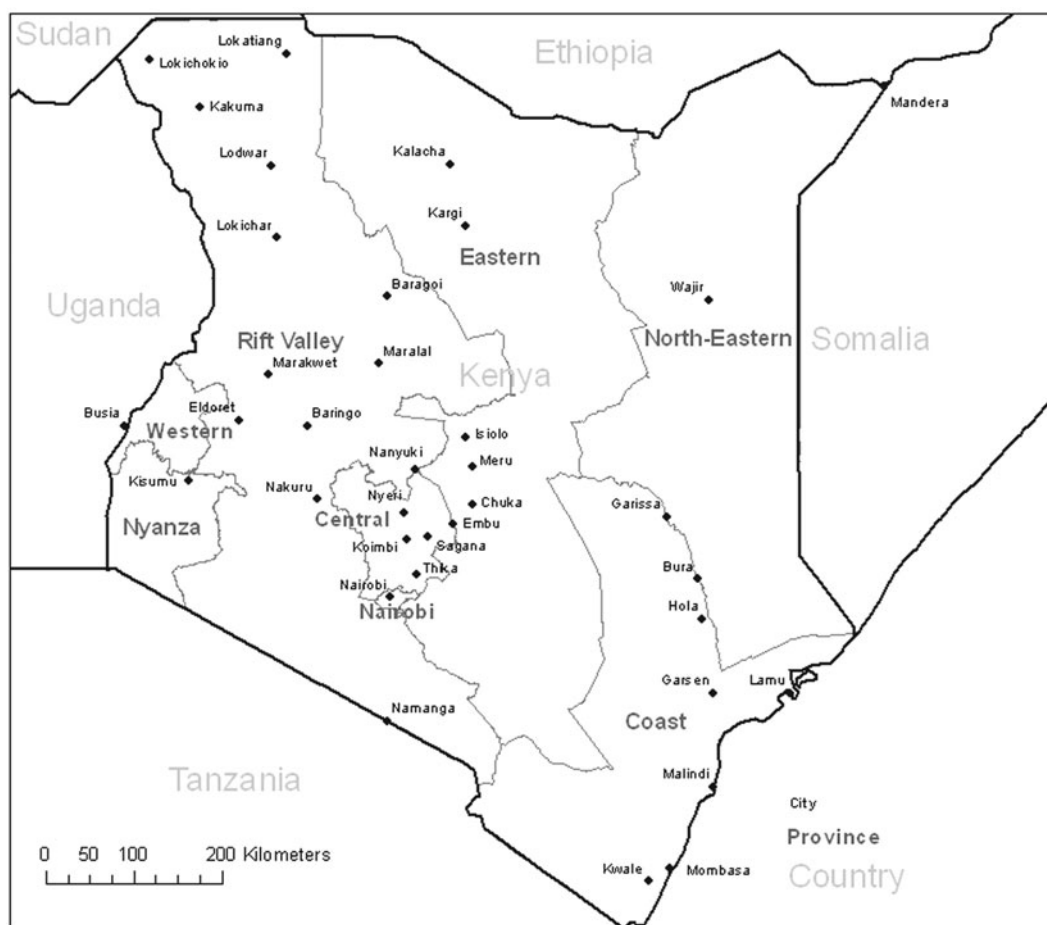 Sudan
Lokatiang
Ethiopia
Lokichokio
Mandera
Kakuma
Lodwar
Kalacha
Lokichar
Kargi
Eastern
Uganda
Baragoi
Wajir
Rift Valley
North-Eastern
Somalia
Marakwet
Maralal
Kenya
Busia
Eldoret
Baringo
Western
Isiolo
Nanyuki
Meru
Kisumu
Nakuru
Nyeri
Chuka
Garissa
Nyanza
Central
Embu
Koimbi
Sagana
Thika
Bura
Nairobi
Hola
Nairobi
Garsen
Lamu
Namanga
Coast
Tanzania
Malindi
City
Province
0 50 100 200 Kilometers
Kwale
Mombasa
Country